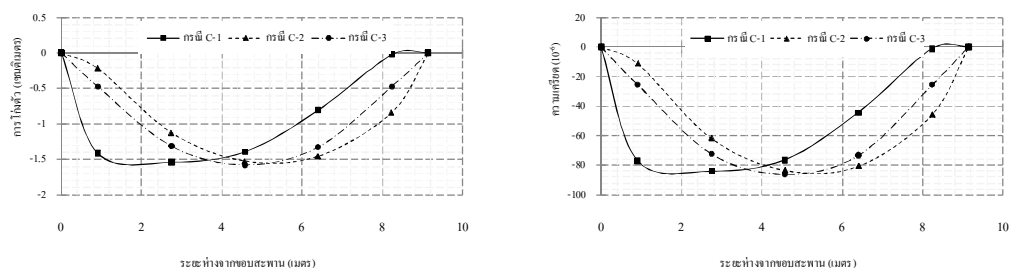 0.5
0
-0.5
-1
-1.5
-2
กรณี C-1 กรณี C-2 กรณี C-3
การโก่งตัว (เซนติเมตร)
0 2 4 6 8 10
ระยะห่างจากขอบสะพาน (เมตร)
20
0
-20
-40
-60
-80
-100
กรณี C-1 กรณี C-2 กรณี C-3
ความเครียด (10⁻⁶)
0 2 4 6 8 10
ระยะห่างจากขอบสะพาน (เมตร)